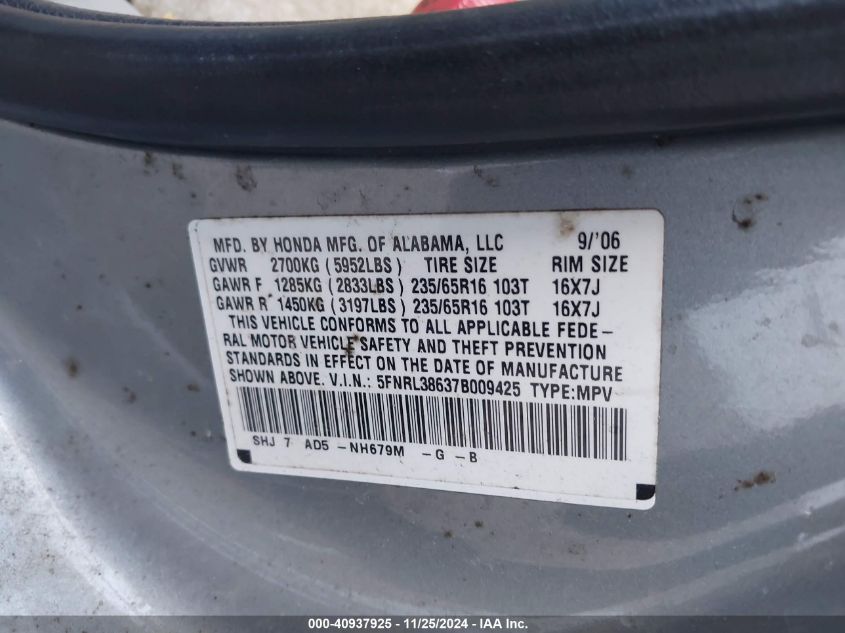 MFD. BY HONDA MFG. OF ALABAMA, LLC 9/'06
GVWR 2700KG (5952LBS) TIRE SIZE RIM SIZE
GAWR F 1285KG (2833LBS) 235/65R16 103T 16X7J
GAWR R 1450KG (3197LBS) 235/65R16 103T 16X7J
THIS VEHICLE CONFORMS TO ALL APPLICABLE FEDE-
RAL MOTOR VEHICLE SAFETY AND THEFT PREVENTION
STANDARDS IN EFFECT ON THE DATE OF MANUFACTURE
SHOWN ABOVE. V.I.N.: 5FNRL38637B009425 TYPE:MPV
SHJ 7 AD5 -NH679M -G -B
000-40937925 - 11/25/2024 - IAA Inc.